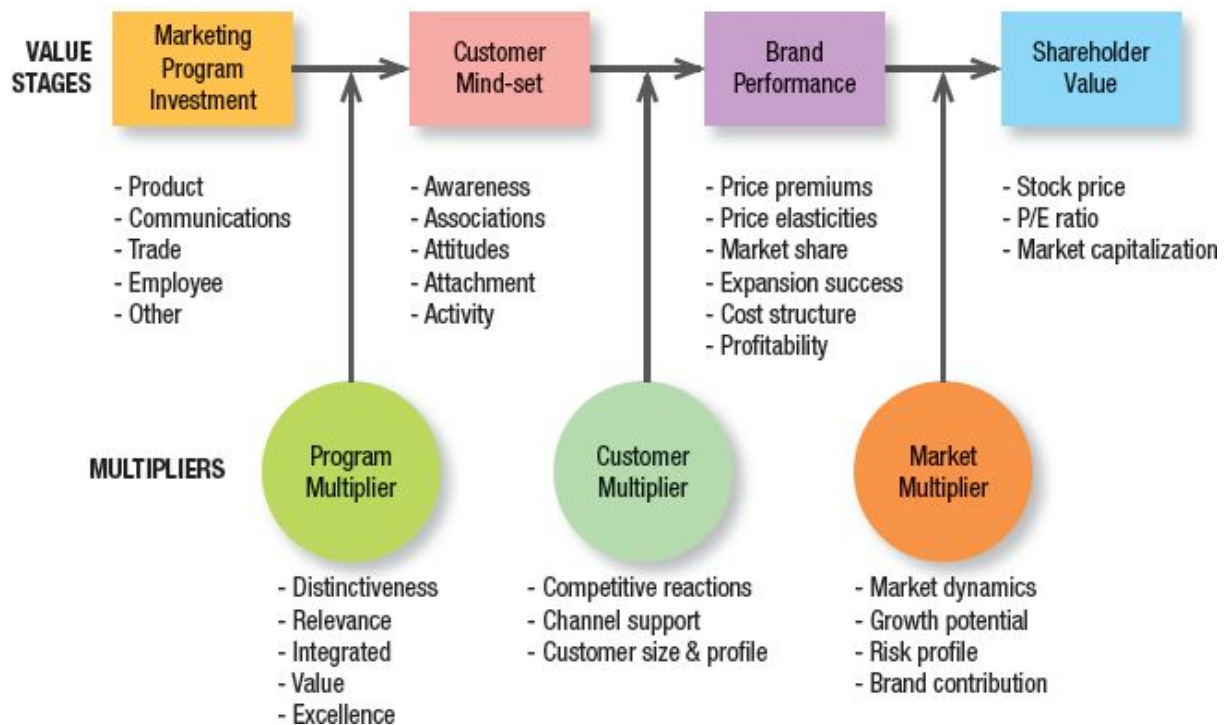 VALUE
STAGES
Marketing
Program
Investment
Customer
Mind-set
Brand
Performance
Shareholder
Value
- Product
- Communications
- Trade
- Employee
- Other
- Awareness
- Associations
- Attitudes
- Attachment
- Activity
- Price premiums
- Price elasticities
- Market share
- Expansion success
- Cost structure
- Profitability
- Stock price
- P/E ratio
- Market capitalization
MULTIPLIERS
Program
Multiplier
Customer
Multiplier
Market
Multiplier
- Distinctiveness
- Relevance
- Integrated
- Value
- Excellence
- Competitive reactions
- Channel support
- Customer size & profile
- Market dynamics
- Growth potential
- Risk profile
- Brand contribution